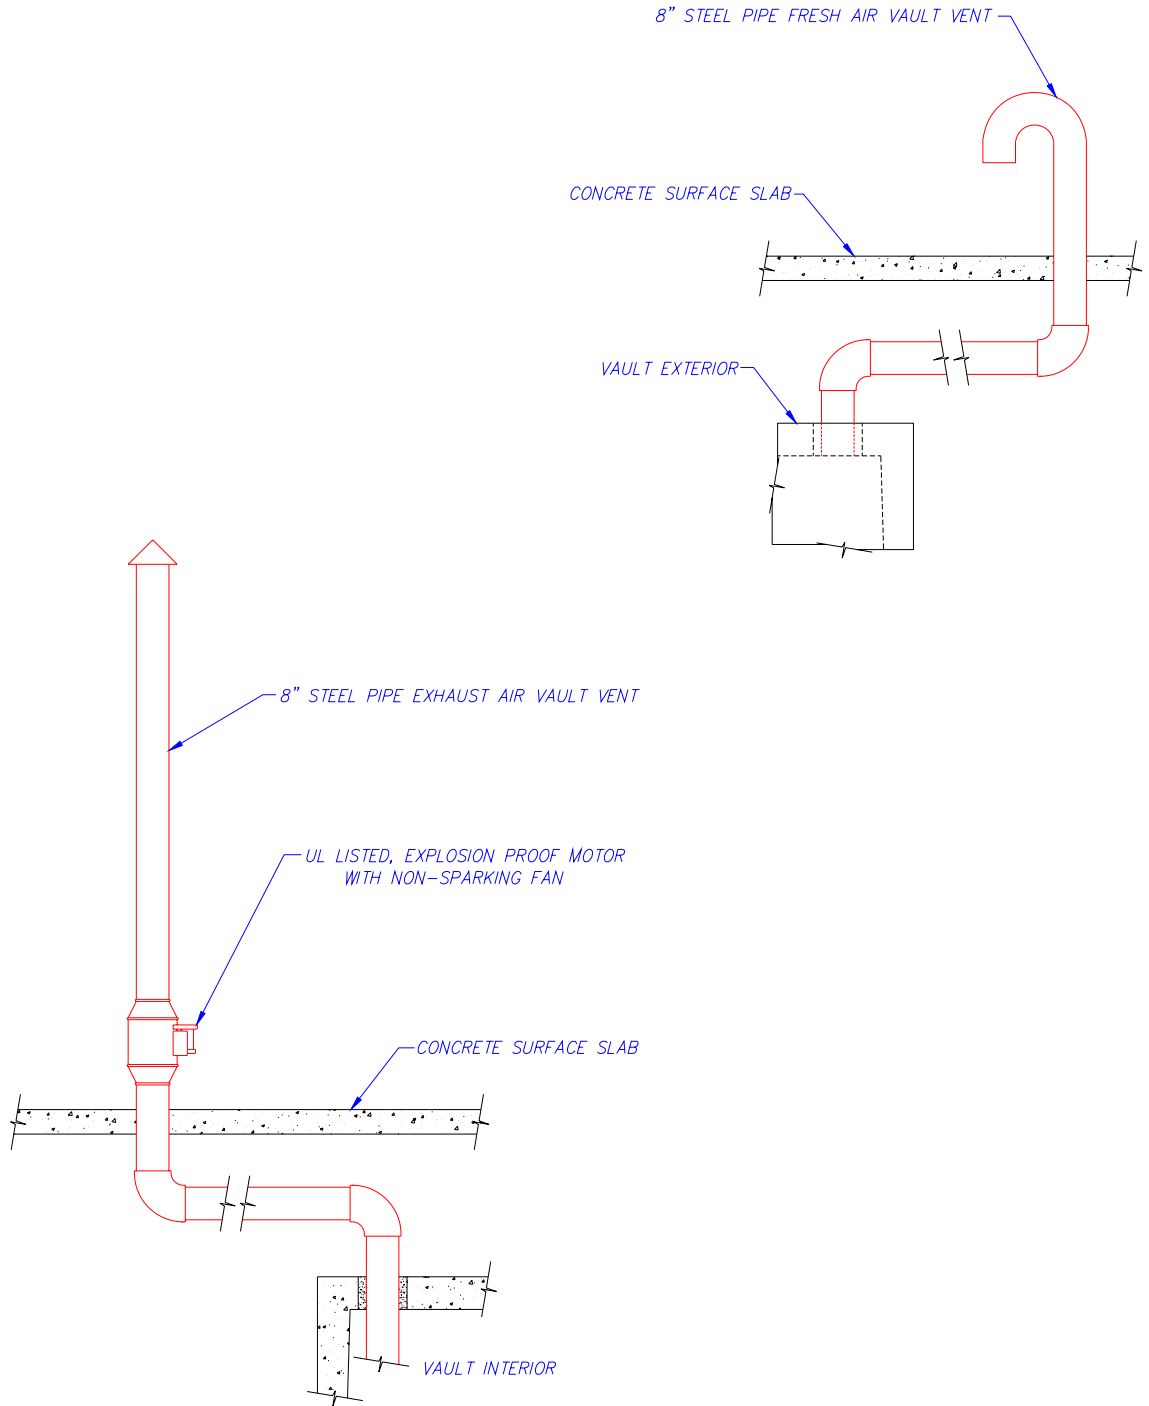 8” STEEL PIPE FRESH AIR VAULT VENT
CONCRETE SURFACE SLAB
VAULT EXTERIOR
8” STEEL PIPE EXHAUST AIR VAULT VENT
UL LISTED, EXPLOSION PROOF MOTOR
WITH NON-SPARKING FAN
CONCRETE SURFACE SLAB
VAULT INTERIOR